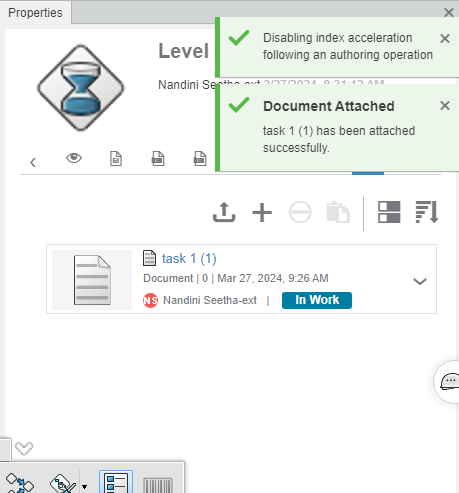 Properties
Level
Nandini Seetha-ext 3/27/2024, 8:31:12 AM
Disabling index acceleration
following an authoring operation
Document Attached
task 1 (1) has been attached
successfully.
task 1 (1)
Document | 0 | Mar 27, 2024, 9:26 AM
NS Nandini Seetha-ext | In Work